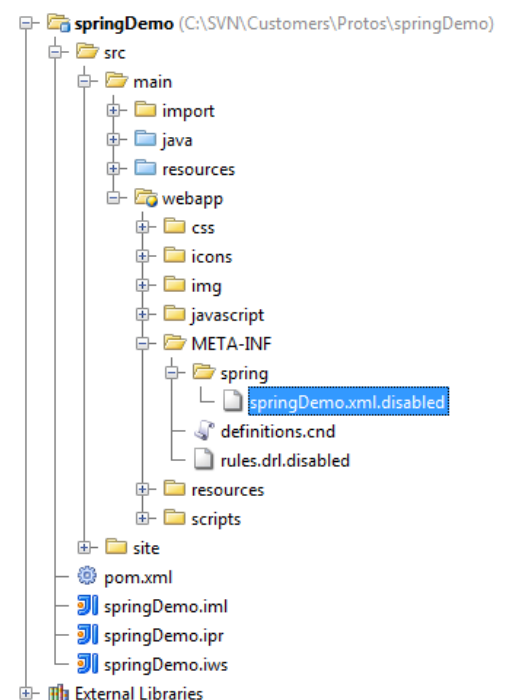 springDemo (C:\SVN\Customers\Protos\springDemo)
src
main
import
java
resources
webapp
css
icons
img
javascript
META-INF
spring
springDemo.xml.disabled
definitions.cnd
rules.drl.disabled
resources
scripts
site
pom.xml
springDemo.iml
springDemo.ipr
springDemo.iws
External Libraries